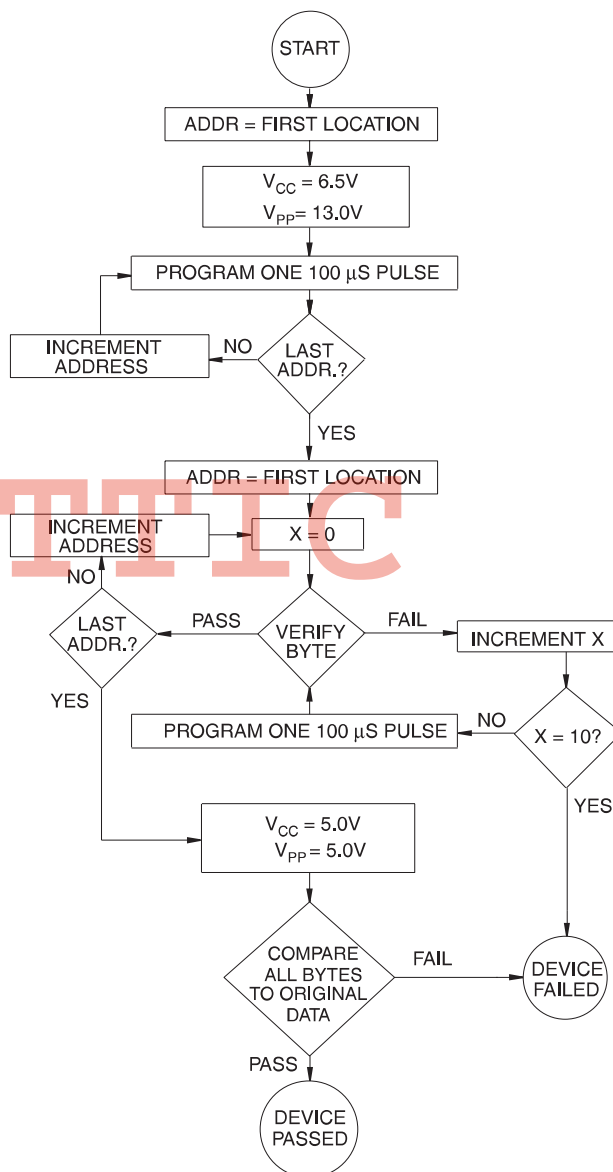 START
ADDR = FIRST LOCATION
VCC = 6.5V
VPP= 13.0V
PROGRAM ONE 100 µS PULSE
INCREMENT
ADDRESS
NO
LAST
ADDR.?
YES
ADDR = FIRST LOCATION
TTIC
INCREMENT
ADDRESS
X = 0
NO
LAST
ADDR.?
PASS
VERIFY
BYTE
FAIL
INCREMENT X
YES
PROGRAM ONE 100 µS PULSE
NO
X = 10?
YES
VCC = 5.0V
VPP = 5.0V
COMPARE
ALL BYTES
TO ORIGINAL
DATA
FAIL
DEVICE
FAILED
PASS
DEVICE
PASSED